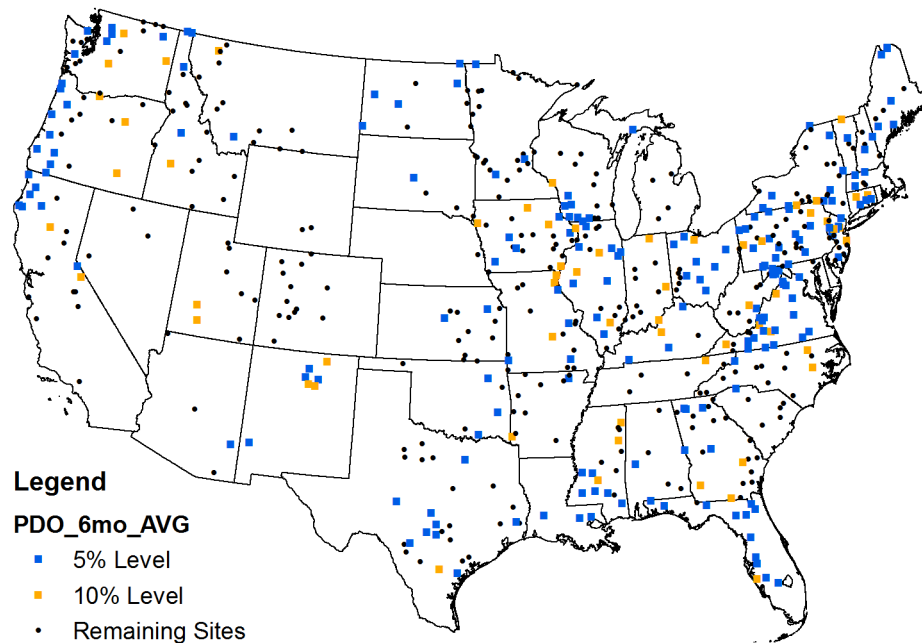 Legend
PDO_6mo_AVG
5% Level
10% Level
Remaining Sites